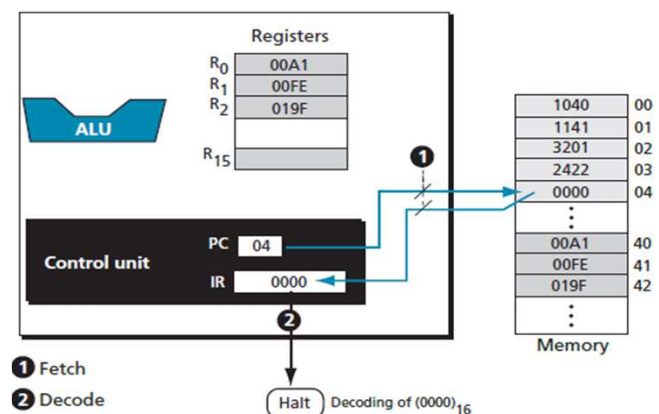 Registers
R0 00A1
R1 00FE
R2 019F
R15
ALU
1
1040 00
1141 01
3201 02
2422 03
0000 04
00A1 40
00FE 41
019F 42
Memory
Control unit
PC 04
IR 0000
2
1 Fetch
2 Decode
Halt Decoding of (0000)16